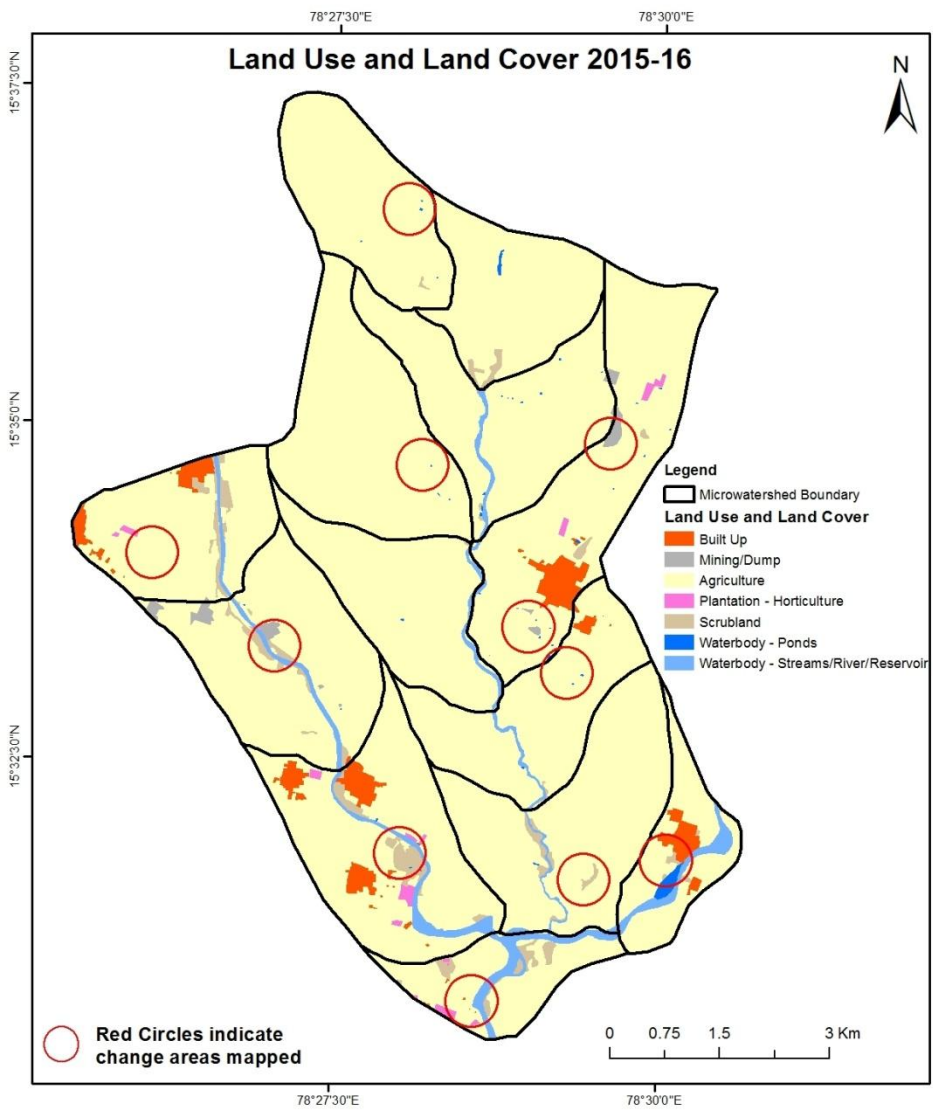 78°27'30"E 78°30'0"E
Land Use and Land Cover 2015-16
N
15°37'30"N
15°35'0"N
15°32'30"N
Legend
Microwatershed Boundary
Land Use and Land Cover
Built Up
Mining/Dump
Agriculture
Plantation - Horticulture
Scrubland
Waterbody - Ponds
Waterbody - Streams/River/Reservoir
Red Circles indicate
change areas mapped
0 0.75 1.5 3 Km
78°27'30"E 78°30'0"E